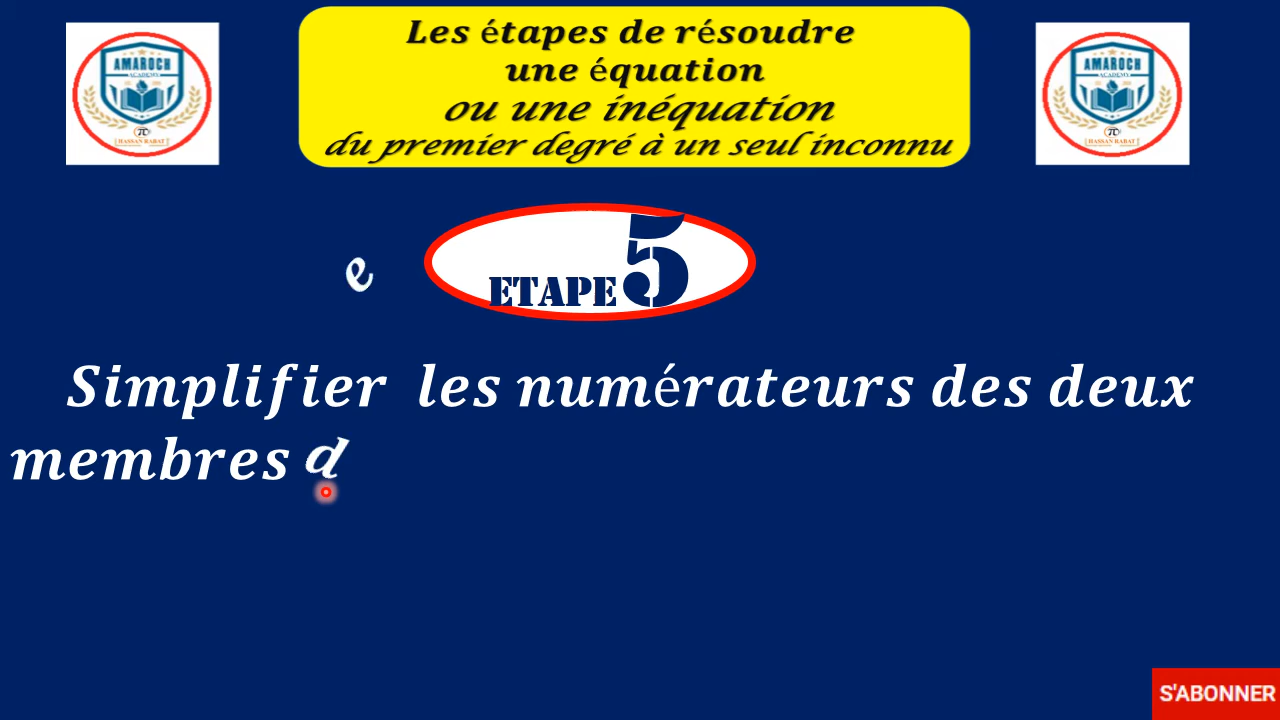 AMAROCH
ACADEMY
HASSAN RABAT
Les étapes de résoudre
une équation
ou une inéquation
du premier degré à un seul inconnu
AMAROCH
ACADEMY
HASSAN RABAT
ETAPE 5
e
Simplifier les numérateurs des deux
membres d
S'ABONNER